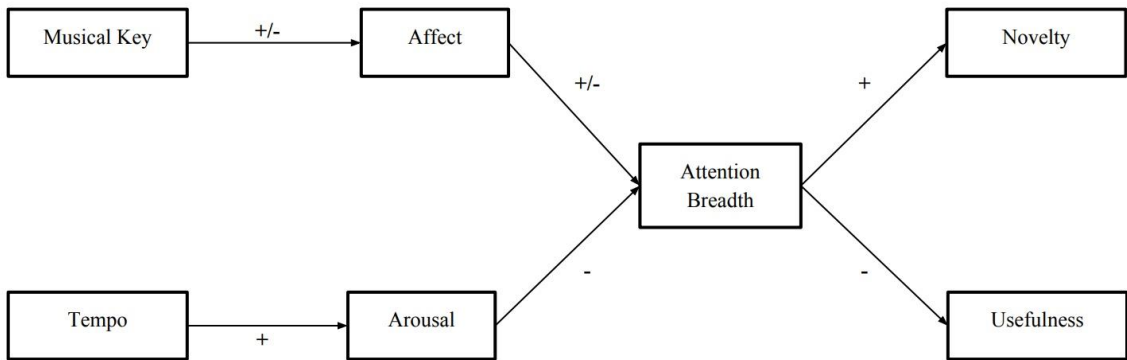 Musical Key
+/-
Affect
+/-
Attention
Breadth
+
Novelty
-
Usefulness
Tempo
+
Arousal
-